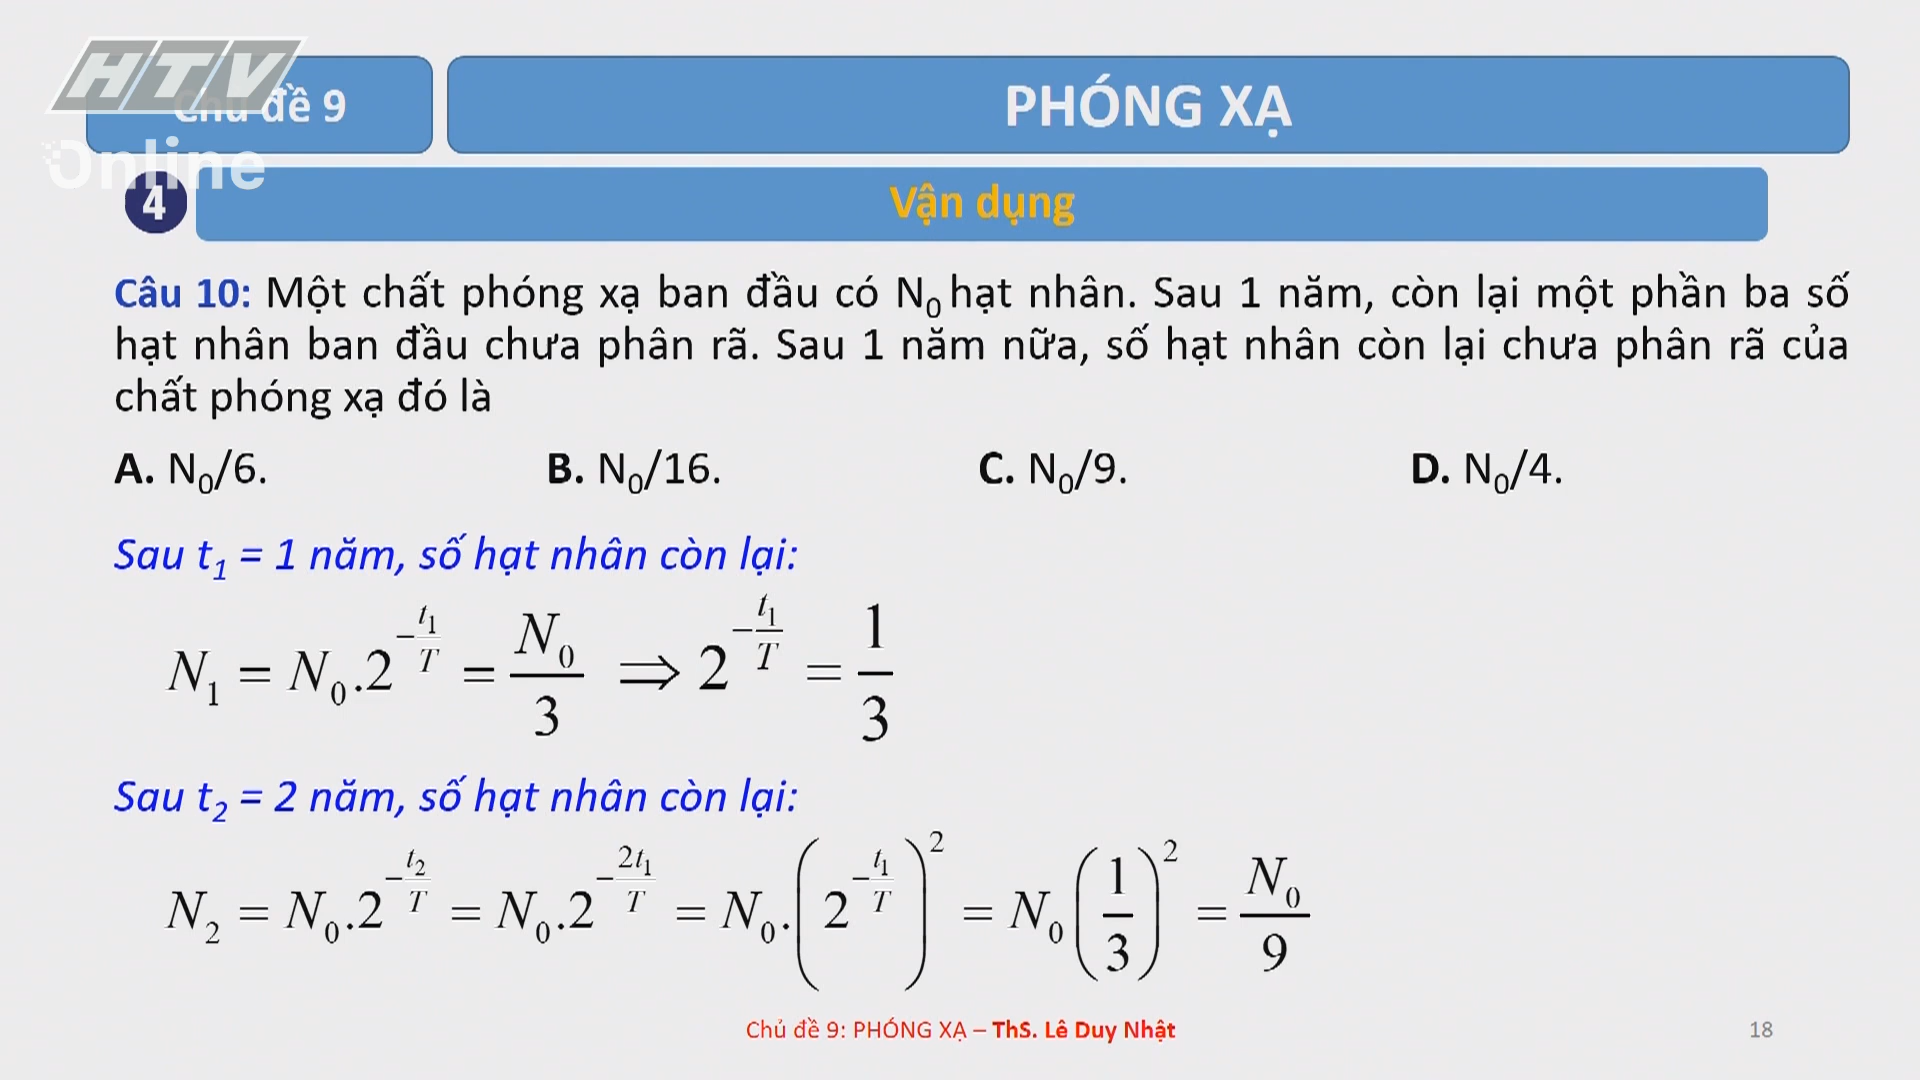 HTV
Online
Chủ đề 9
PHÓNG XẠ
4
Vận dụng
Câu 10: Một chất phóng xạ ban đầu có N₀ hạt nhân. Sau 1 năm, còn lại một phần ba số
hạt nhân ban đầu chưa phân rã. Sau 1 năm nữa, số hạt nhân còn lại chưa phân rã của
chất phóng xạ đó là
A. N₀/6. B. N₀/16. C. N₀/9. D. N₀/4.
Sau t₁ = 1 năm, số hạt nhân còn lại:
N₁ = N₀.2^(-t₁/T) = N₀/3 ⇒ 2^(-t₁/T) = 1/3
Sau t₂ = 2 năm, số hạt nhân còn lại:
N₂ = N₀.2^(-t₂/T) = N₀.2^(-2t₁/T) = N₀.(2^(-t₁/T))² = N₀(1/3)² = N₀/9
Chủ đề 9: PHÓNG XẠ – ThS. Lê Duy Nhật
18